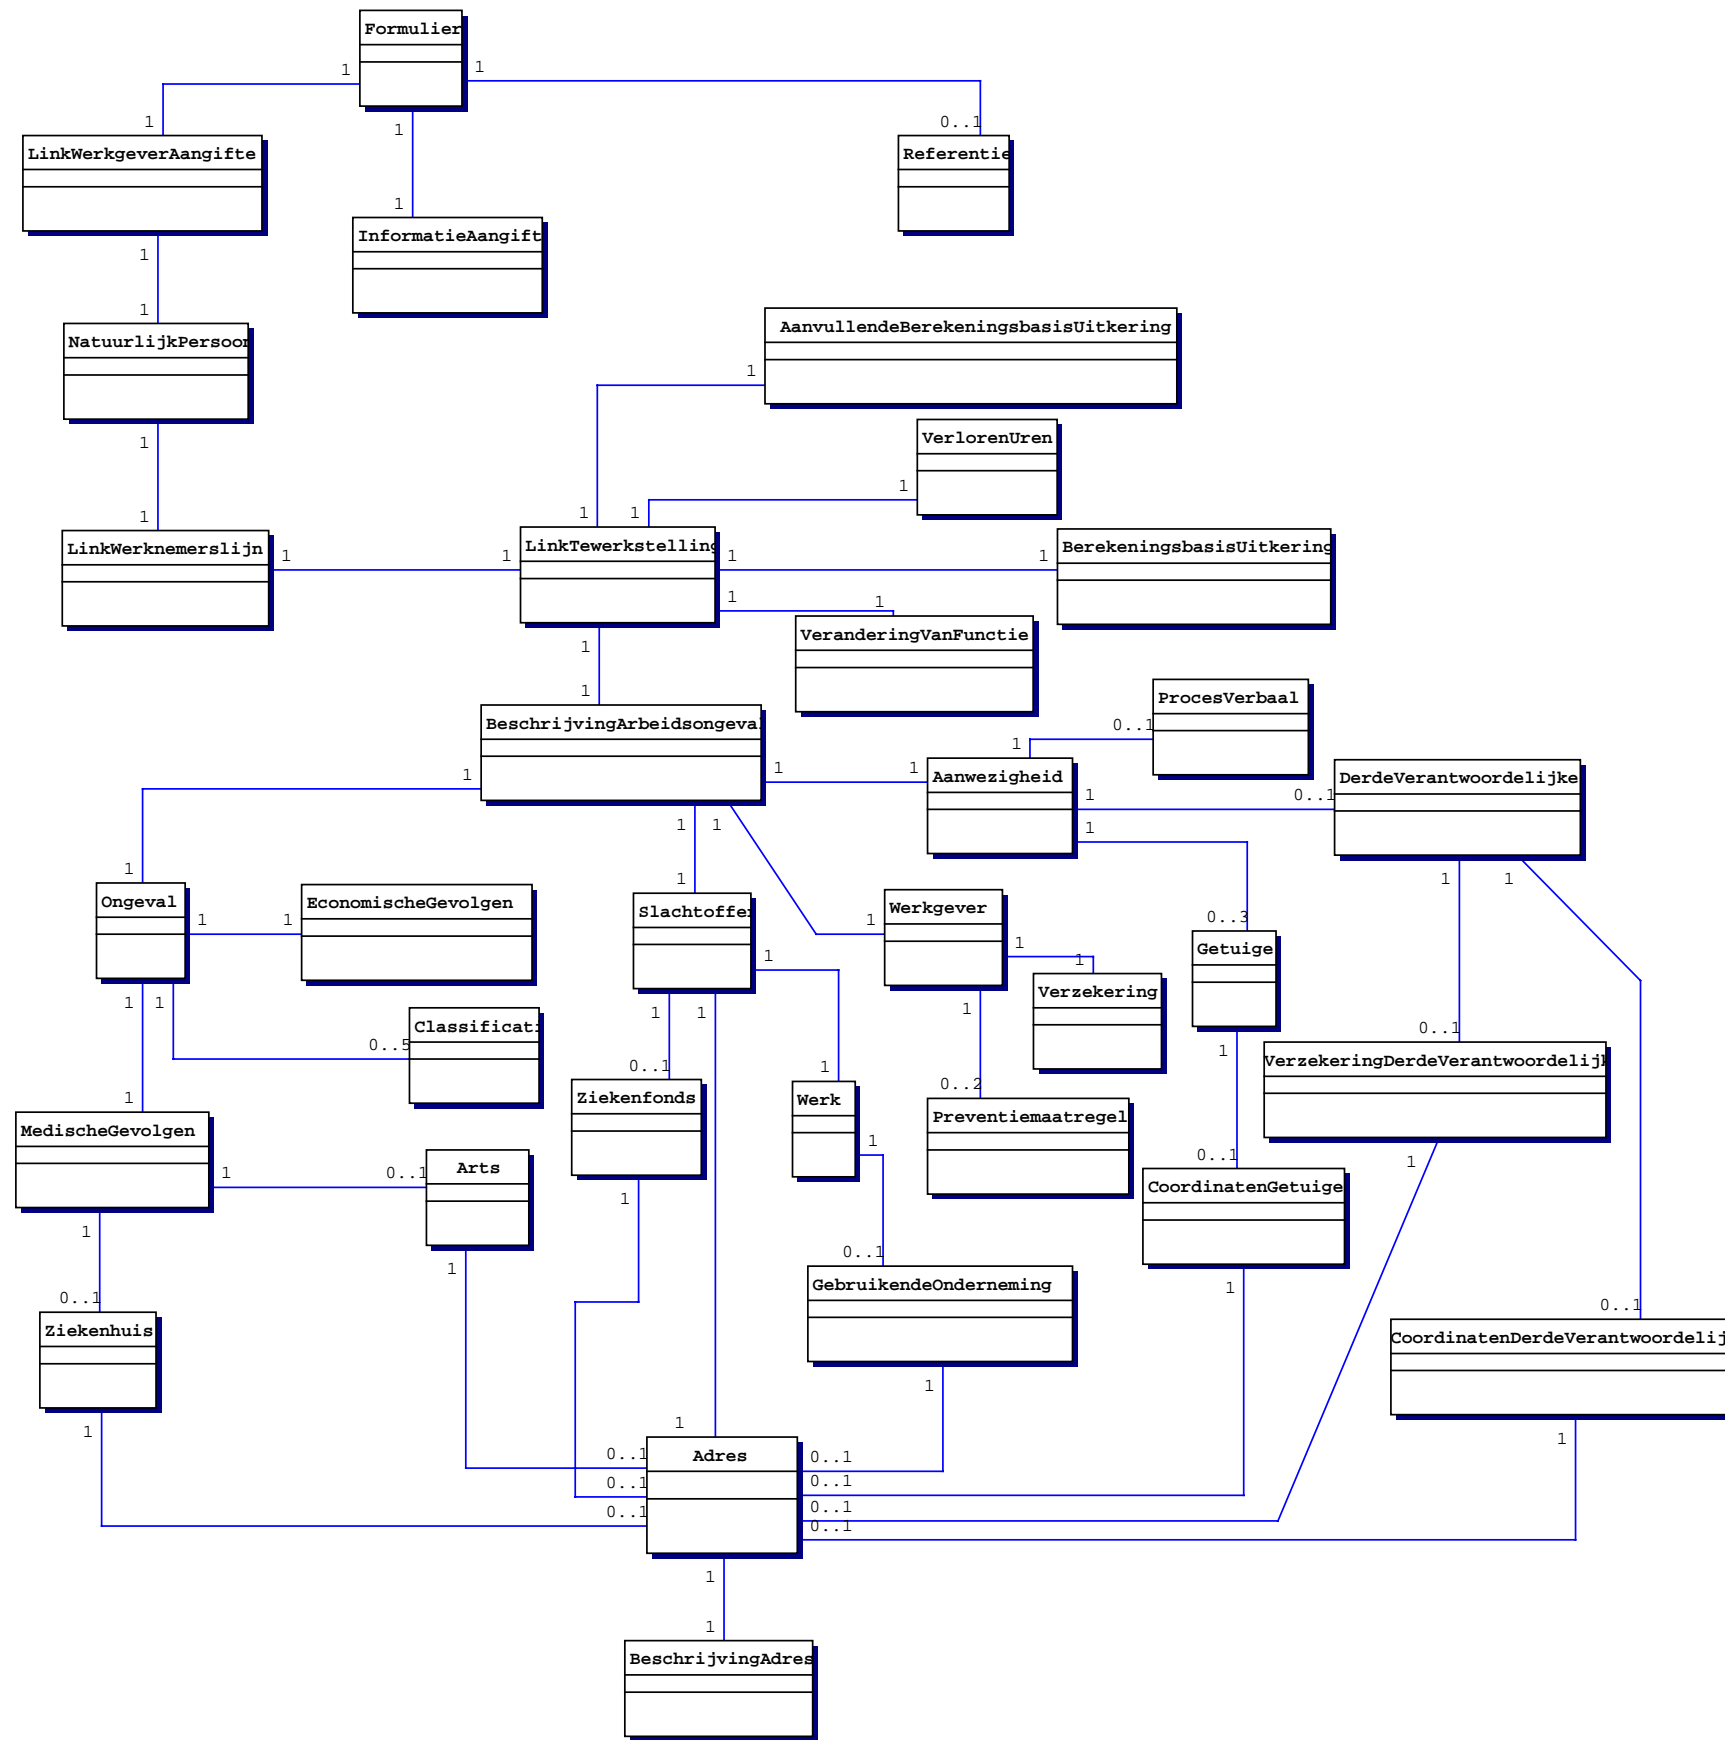 Formulier
1
1
1
0..1
1
LinkWerkgeverAangifte
Referentie
1
1
InformatieAangift
1
NatuurlijkPersoon
AanvullendeBerekeningsbasisUitkering
1
1
VerlorenUren
1
1
1
1
LinkWerknemerslijn
1
1
LinkTewerkstelling
1
1
BerekeningsbasisUitkering
1
1
VeranderingVanFunctie
1
1
ProcesVerbaal
BeschrijvingArbeidsongeval
0..1
1
1
1
1
Aanwezigheid
DerdeVerantwoordelijke
1
0..1
1
1
1
1
1
1
1
Ongeval
1
1
EconomischeGevolgen
Slachtoffer
1
Werkgever
0..3
Getuige
1
1
1
Verzekering
1
1
1
1
1
Classificati
0..5
0..1
1
0..1
VerzekeringDerdeVerantwoordelijk
1
0..2
1
Ziekenfonds
Werk
Preventiemaatregel
MedischeGevolgen
1
0..1
1
0..1
Arts
1
CoordinatenGetuige
1
1
1
0..1
1
GebruikendeOnderneming
0..1
0..1
Ziekenhuis
CoordinatenDerdeVerantwoordelij
1
1
1
1
0..1
Adres
0..1
0..1
0..1
0..1
0..1
0..1
1
1
BeschrijvingAdres